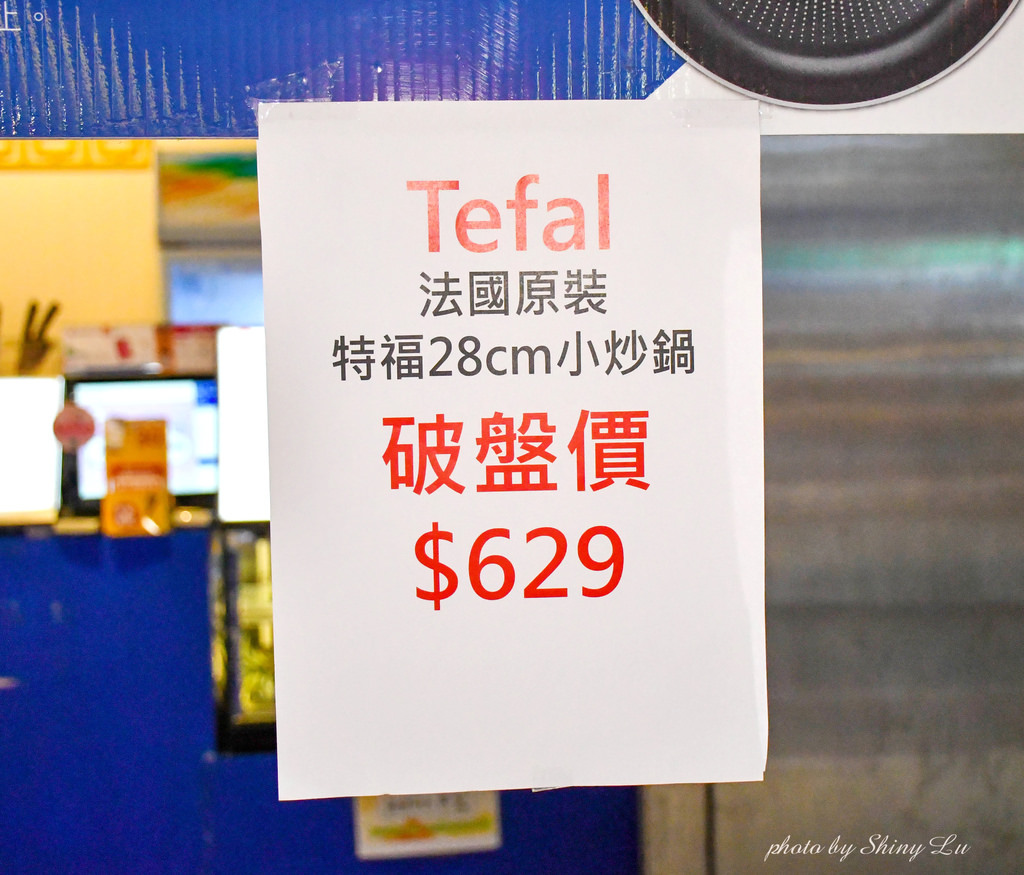 上。
Tefal
法國原裝
特福28cm小炒鍋
破盤價
$629
photo by Shiny Lu